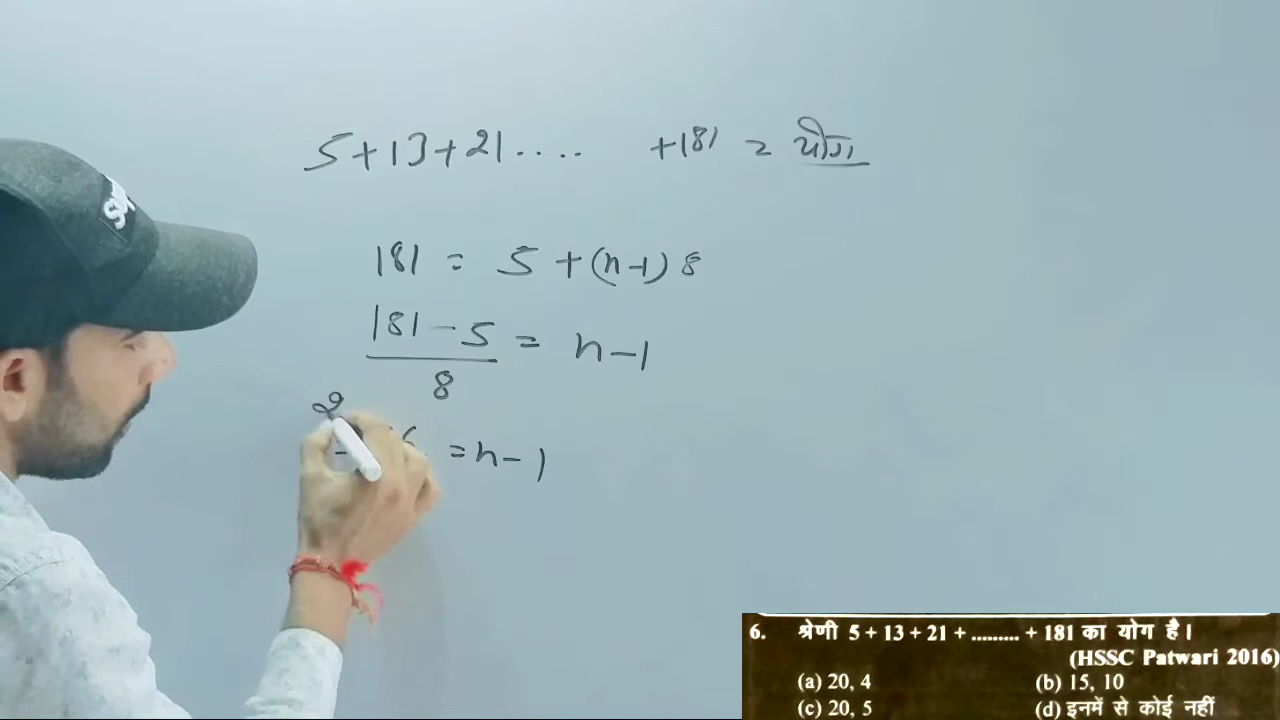 5+13+21.... +181 = योग
181 = 5 + (n-1) 8
181 - 5 = n-1
8
2
= n-1
6. श्रेणी 5 + 13 + 21 + ......... + 181 का योग है।
(HSSC Patwari 2016)
(a) 20, 4 (b) 15, 10
(c) 20, 5 (d) इनमें से कोई नहीं